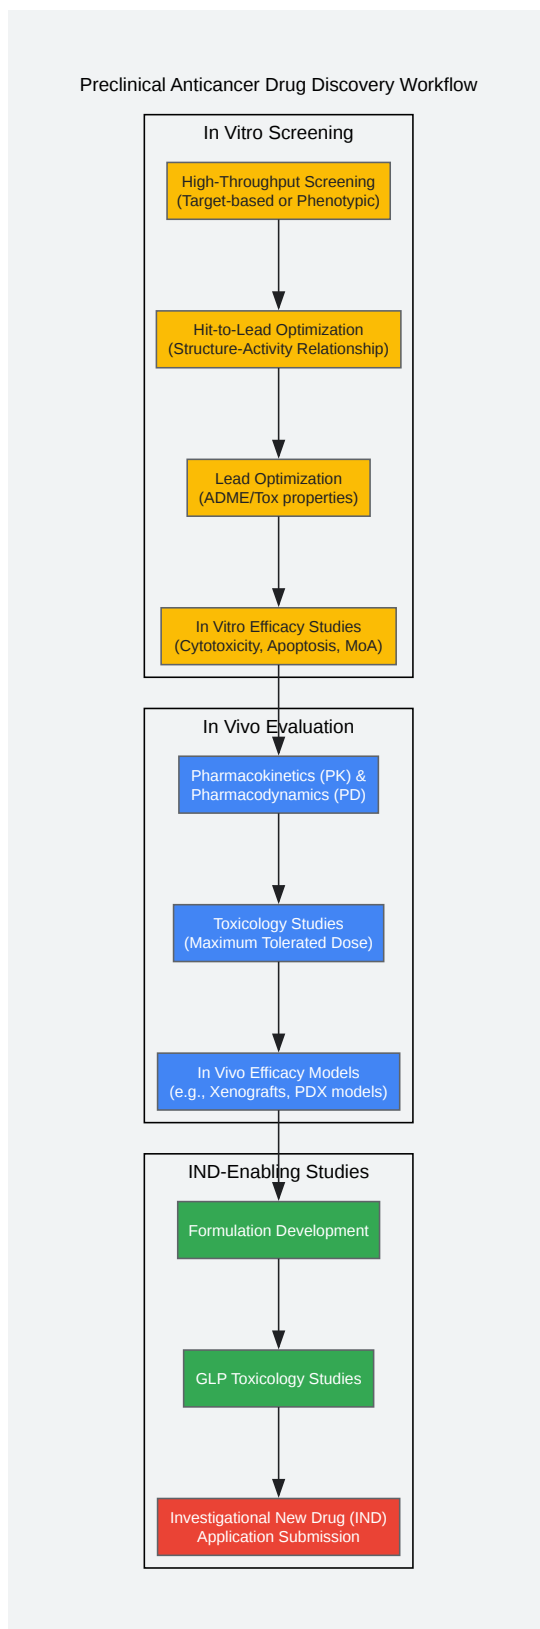 Preclinical Anticancer Drug Discovery Workflow
In Vitro Screening
High-Throughput Screening
(Target-based or Phenotypic)
Hit-to-Lead Optimization
(Structure-Activity Relationship)
Lead Optimization
(ADME/Tox properties)
In Vitro Efficacy Studies
(Cytotoxicity, Apoptosis, MoA)
In Vivo Evaluation
Pharmacokinetics (PK) &
Pharmacodynamics (PD)
Toxicology Studies
(Maximum Tolerated Dose)
In Vivo Efficacy Models
(e.g., Xenografts, PDX models)
IND-Enabling Studies
Formulation Development
GLP Toxicology Studies
Investigational New Drug (IND)
Application Submission